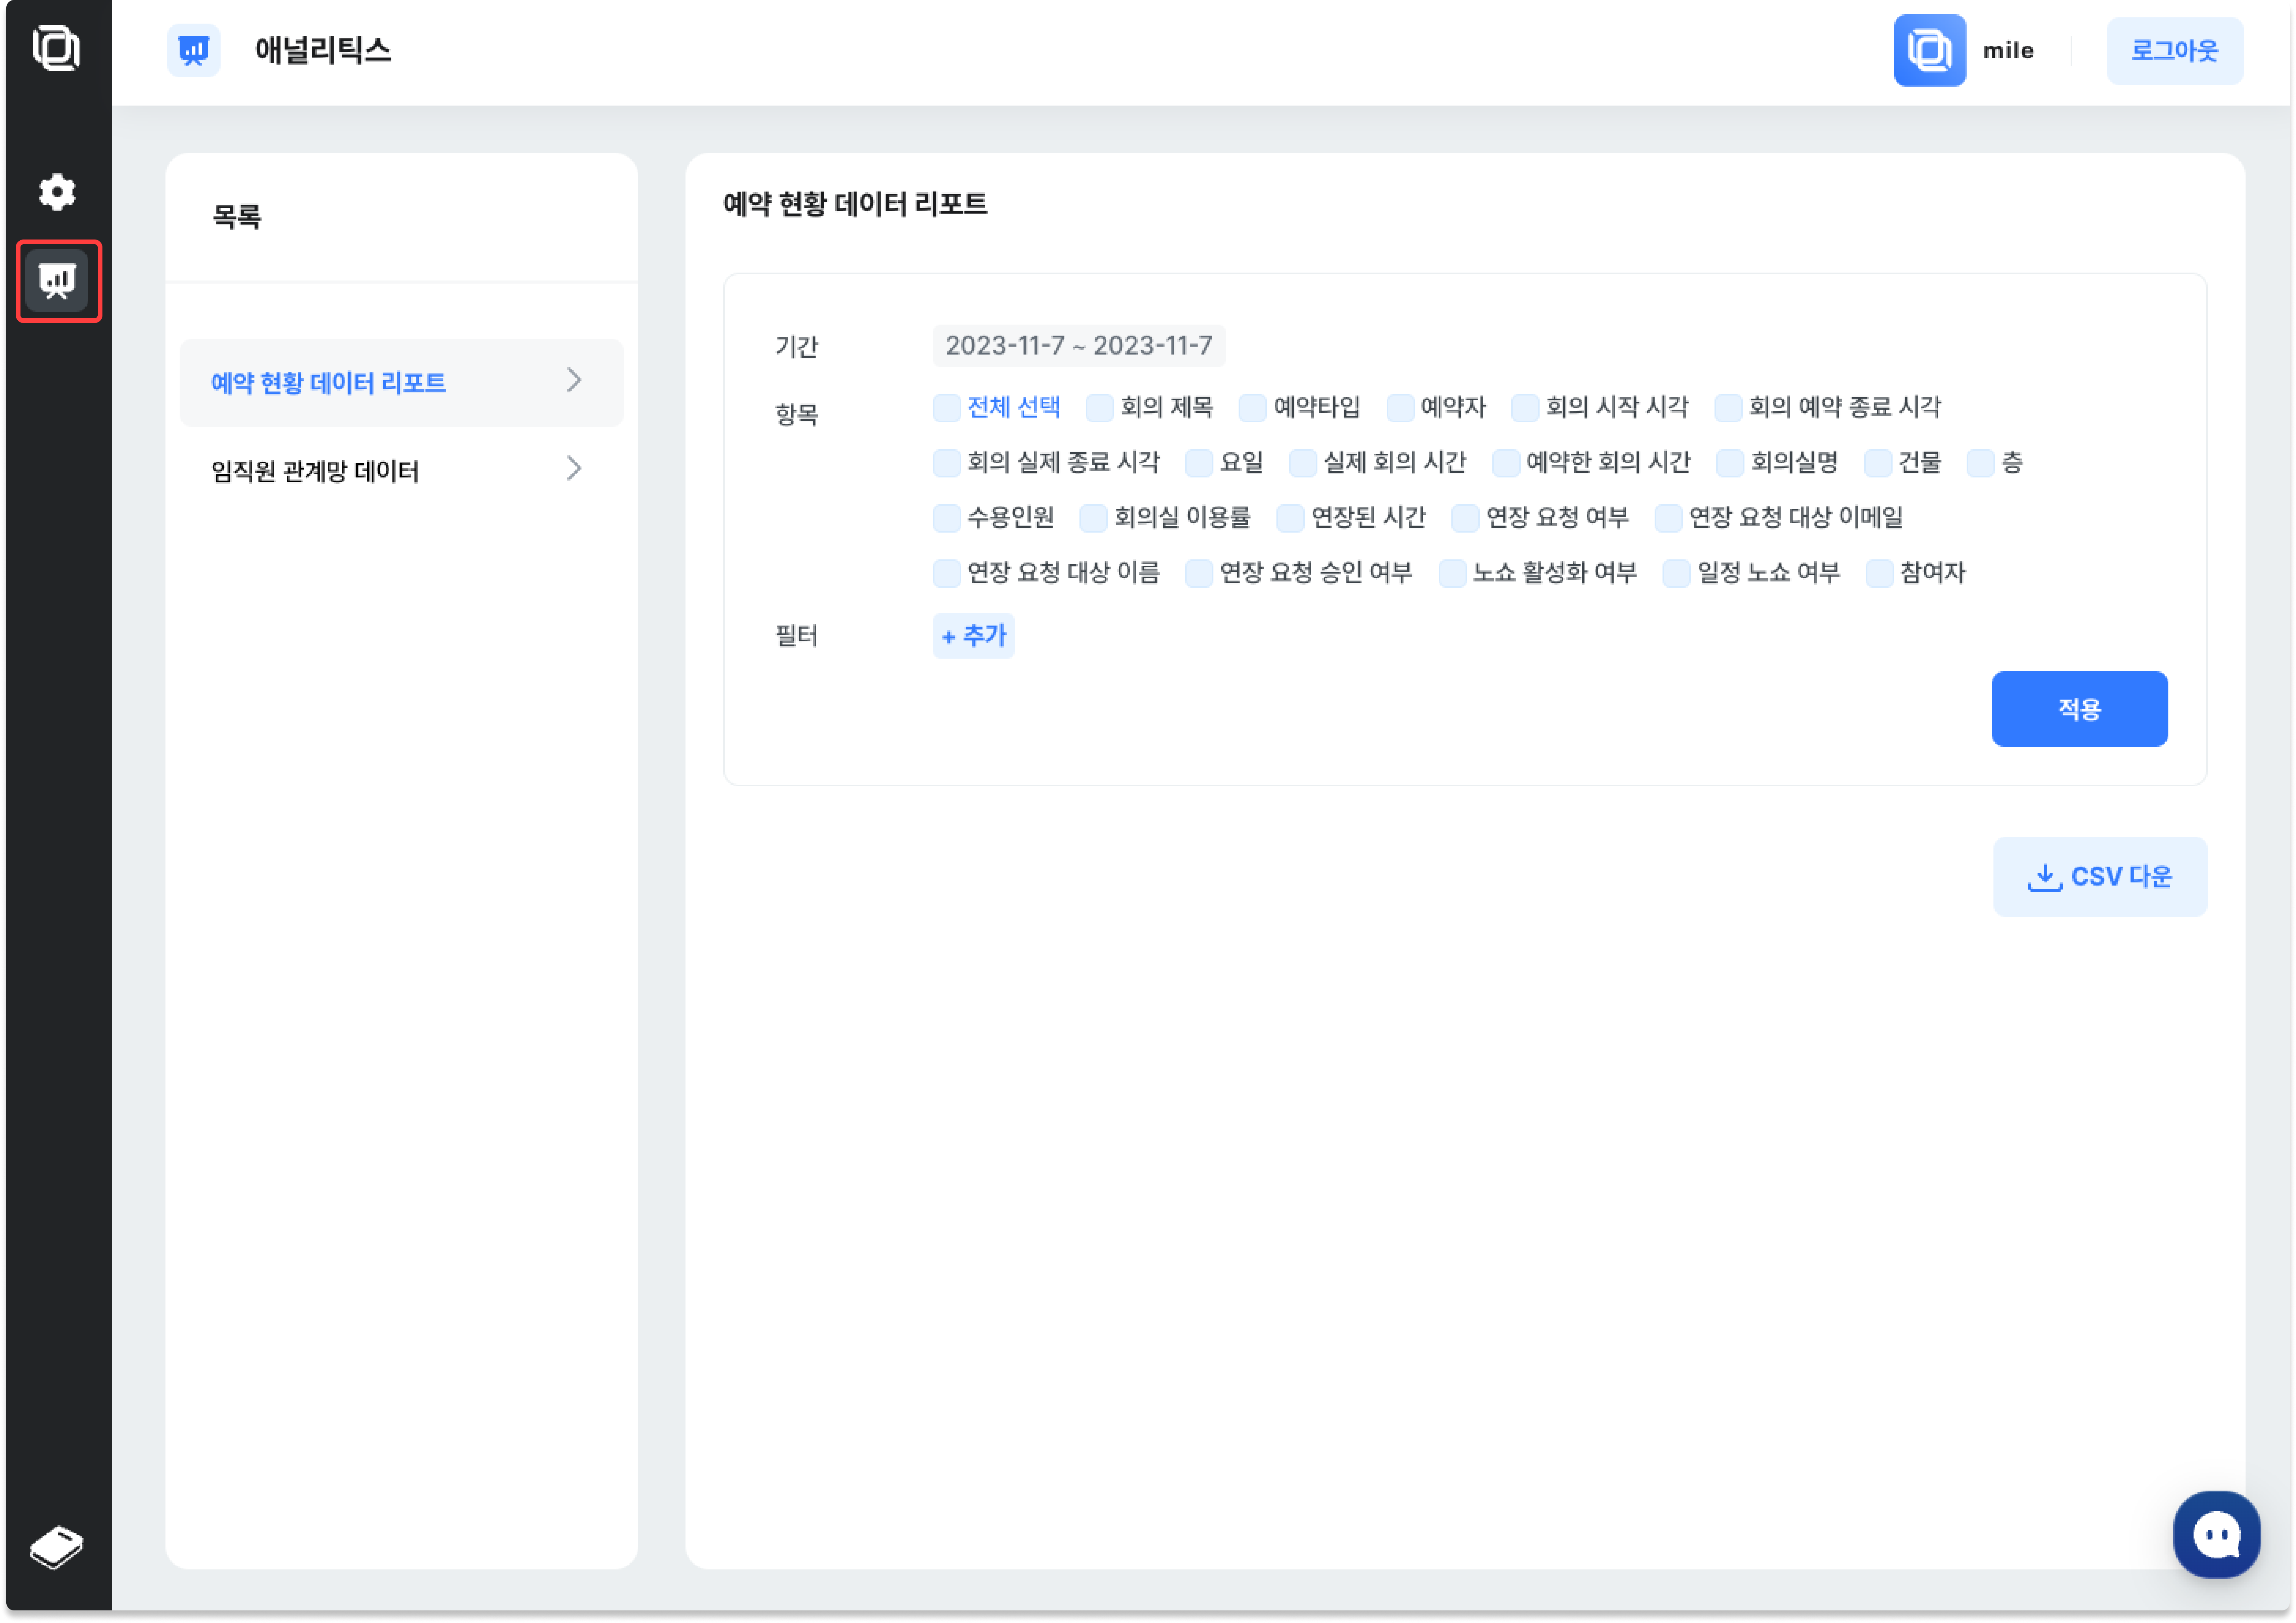 애널리틱스
mile
로그아웃
목록
예약 현황 데이터 리포트
임직원 관계망 데이터
예약 현황 데이터 리포트
기간 2023-11-7 ~ 2023-11-7
항목 전체 선택 회의 제목 예약타입 예약자 회의 시작 시각 회의 예약 종료 시각
회의 실제 종료 시각 요일 실제 회의 시간 예약한 회의 시간 회의실명 건물 층
수용인원 회의실 이용률 연장된 시간 연장 요청 여부 연장 요청 대상 이메일
연장 요청 대상 이름 연장 요청 승인 여부 노쇼 활성화 여부 일정 노쇼 여부 참여자
필터 + 추가
적용
CSV 다운